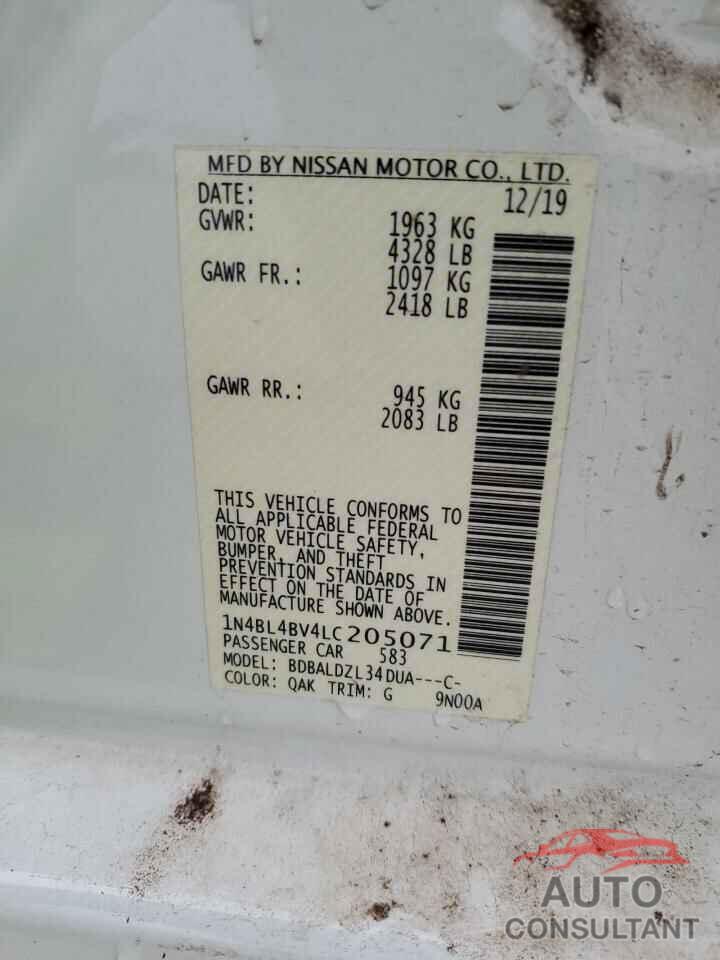 MFD BY NISSAN MOTOR CO., LTD.
DATE: 12/19
GVWR: 1963 KG
4328 LB
GAWR FR.: 1097 KG
2418 LB
GAWR RR.: 945 KG
2083 LB
THIS VEHICLE CONFORMS TO
ALL APPLICABLE FEDERAL
MOTOR VEHICLE SAFETY,
BUMPER, AND THEFT
PREVENTION STANDARDS IN
EFFECT ON THE DATE OF
MANUFACTURE SHOWN ABOVE.
1N4BL4BV4LC205071
PASSENGER CAR 583
MODEL: BDBALDZL34DUA---C-
COLOR: QAK TRIM: G 9N00A
AUTO
CONSULTANT